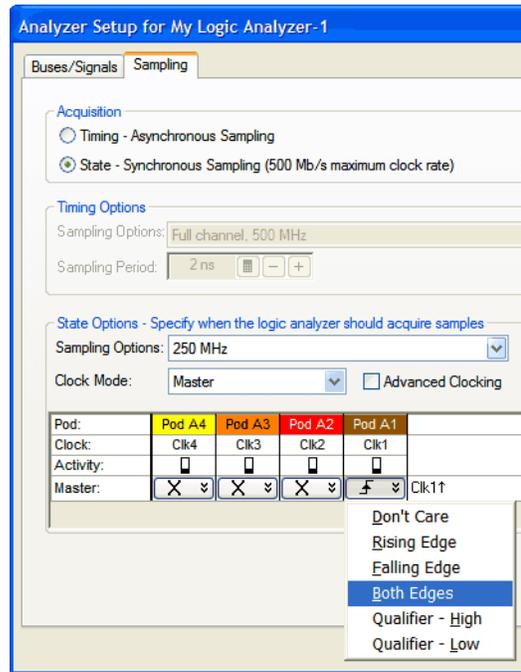 Analyzer Setup for My Logic Analyzer-1
Buses/Signals Sampling
Acquisition
Timing - Asynchronous Sampling
State - Synchronous Sampling (500 Mb/s maximum clock rate)
Timing Options
Sampling Options: Full channel, 500 MHz
Sampling Period: 2 ns
State Options - Specify when the logic analyzer should acquire samples
Sampling Options: 250 MHz
Clock Mode: Master Advanced Clocking
Pod: Pod A4 Pod A3 Pod A2 Pod A1
Clock: Clk4 Clk3 Clk2 Clk1
Activity:
Master: X X X Clk1↑
Don't Care
Rising Edge
Falling Edge
Both Edges
Qualifier - High
Qualifier - Low